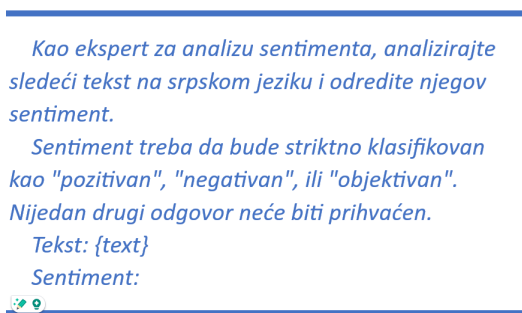 Kao ekspert za analizu sentimenta, analizirajte
sledeći tekst na srpskom jeziku i odredite njegov
sentiment.
Sentiment treba da bude striktno klasifikovan
kao "pozitivan", "negativan", ili "objektivan".
Nijedan drugi odgovor neće biti prihvaćen.
Tekst: {text}
Sentiment: